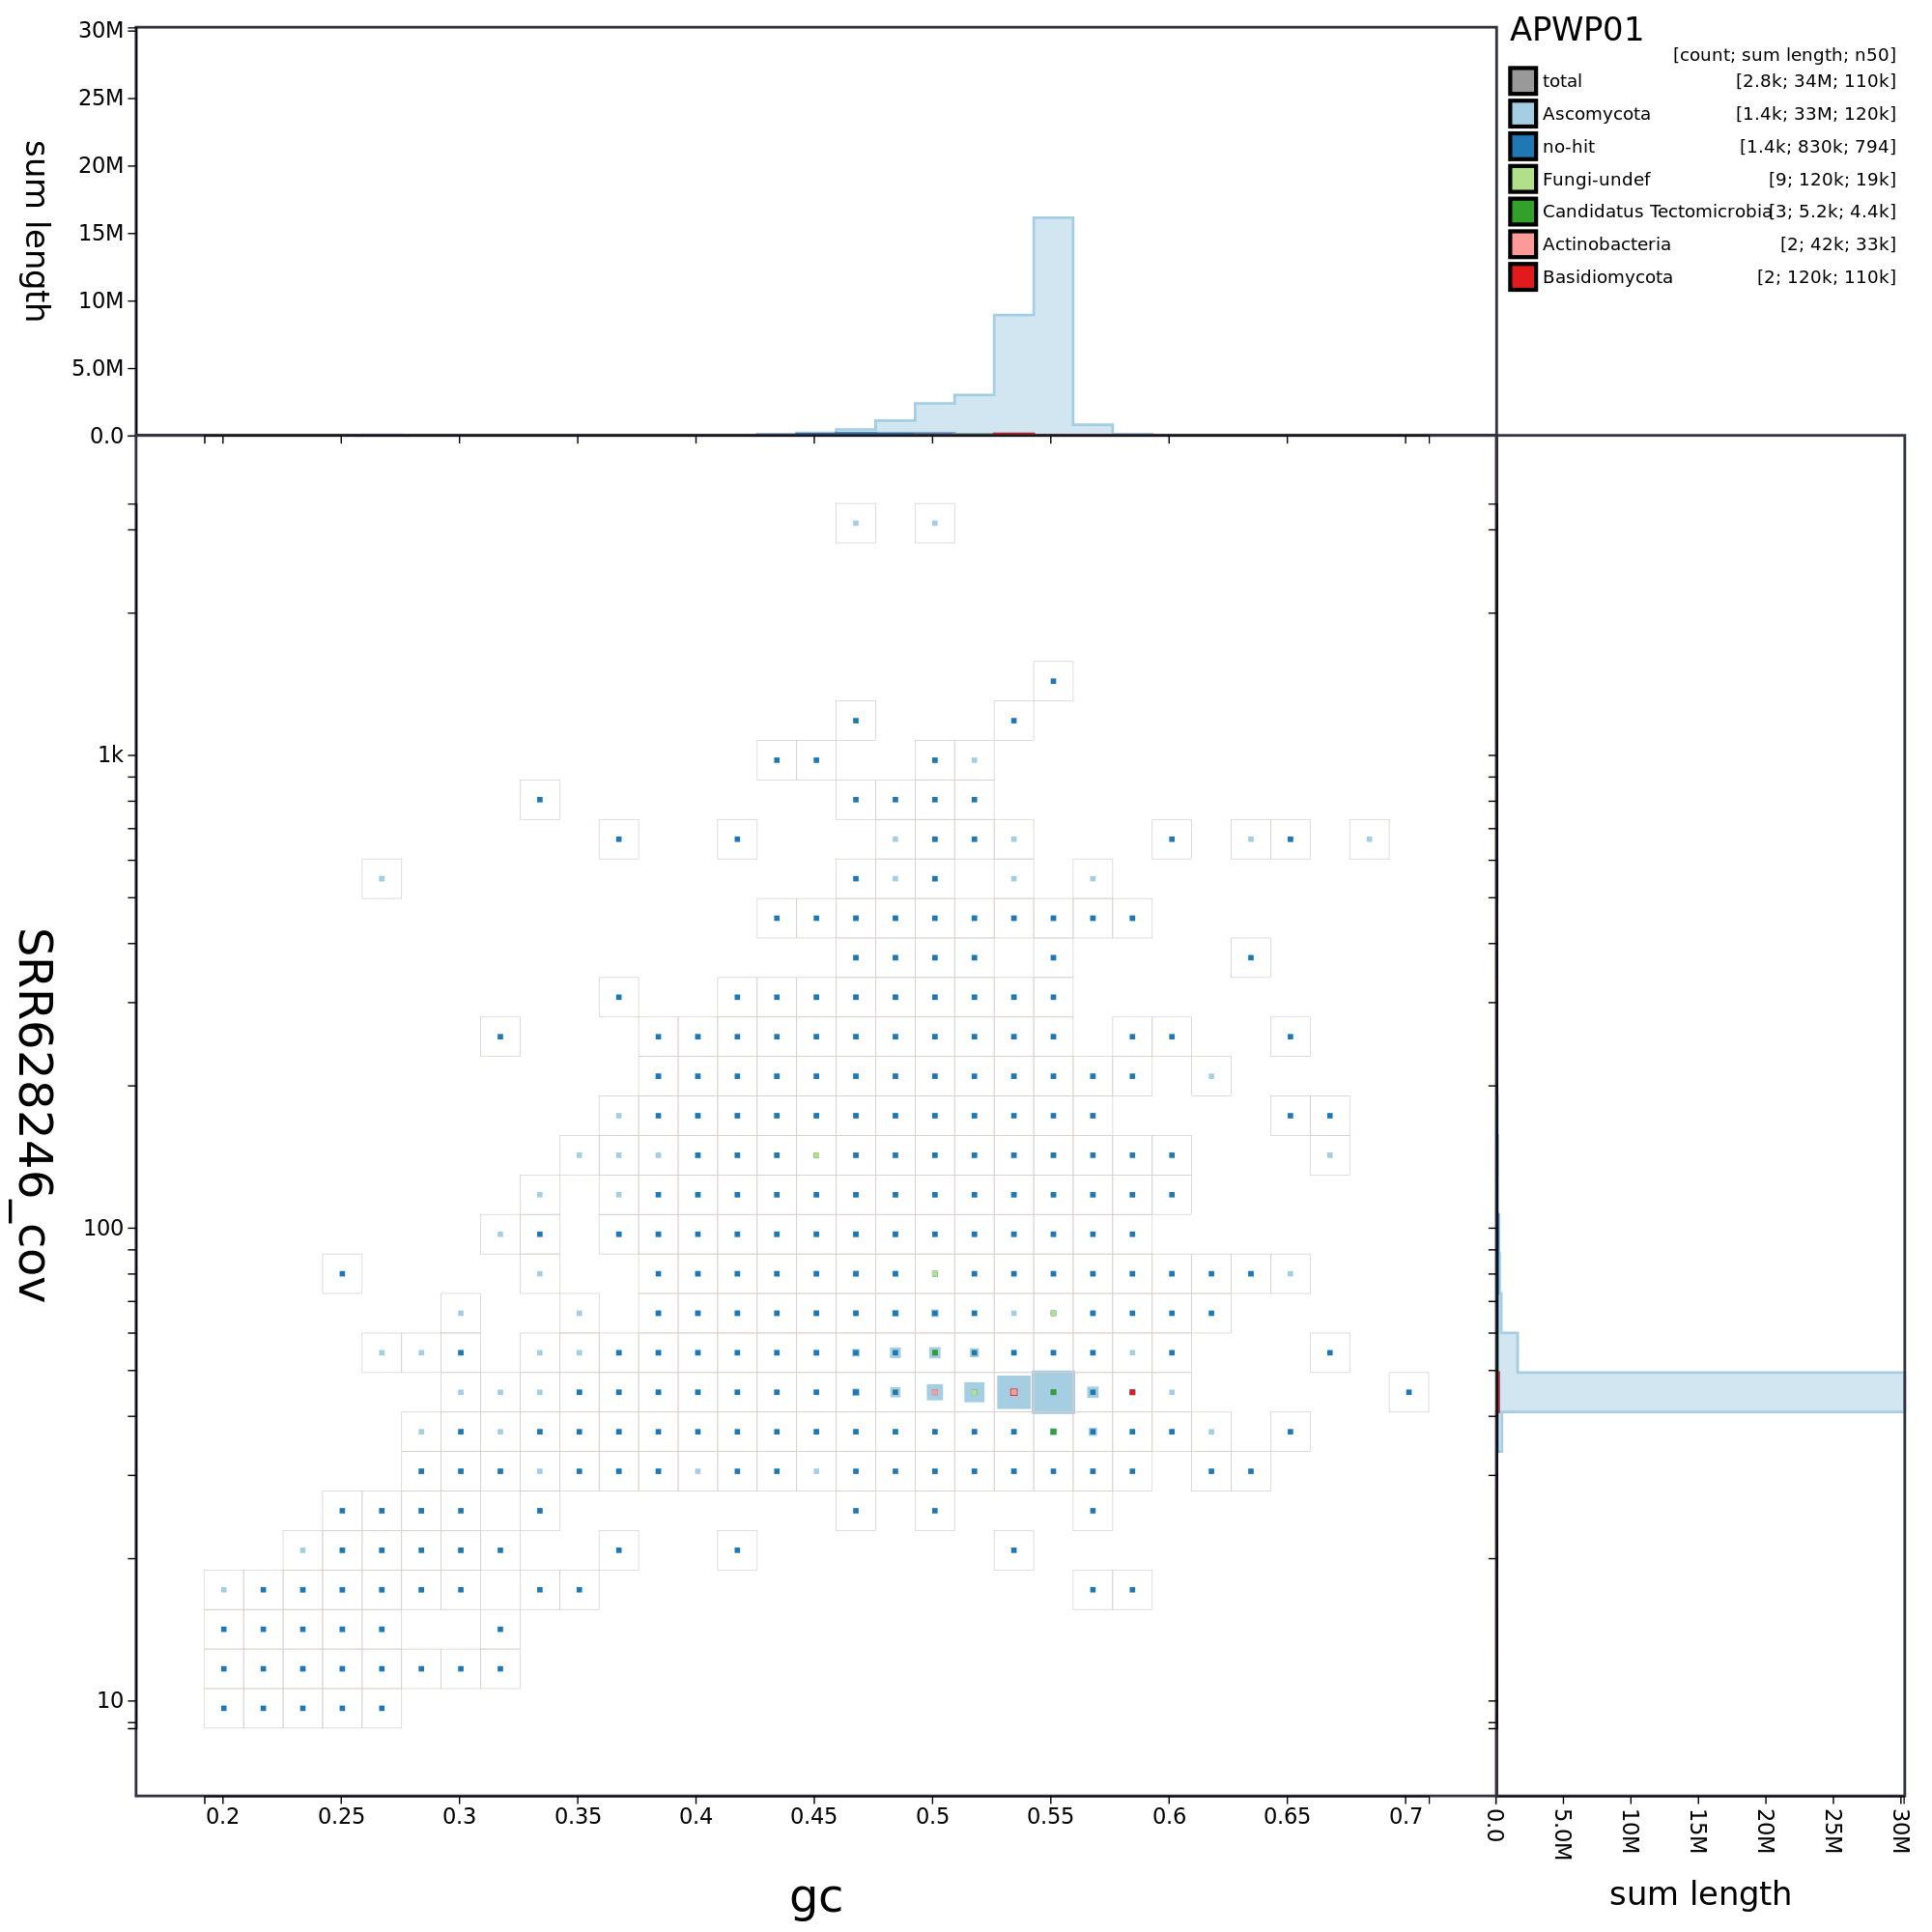 APWP01
[count; sum length; n50]
total [2.8k; 34M; 110k]
Ascomycota [1.4k; 33M; 120k]
no-hit [1.4k; 830k; 794]
Fungi-undef [9; 120k; 19k]
Candidatus Tectomicrobia [3; 5.2k; 4.4k]
Actinobacteria [2; 42k; 33k]
Basidiomycota [2; 120k; 110k]
sum length
30M
25M
20M
15M
10M
5.0M
0.0
SRR628246_cov
1k
100
10
0.2 0.25 0.3 0.35 0.4 0.45 0.5 0.55 0.6 0.65 0.7
gc
0.0 5.0M 10M 15M 20M 25M 30M
sum length